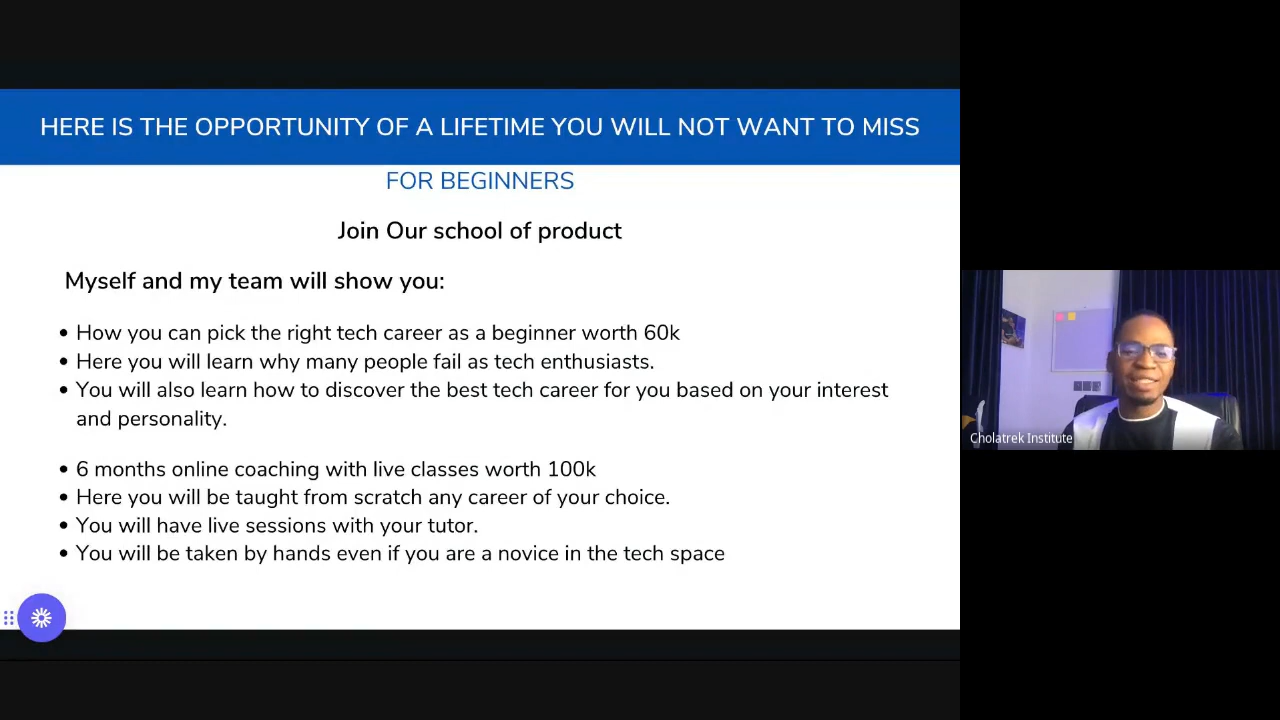 HERE IS THE OPPORTUNITY OF A LIFETIME YOU WILL NOT WANT TO MISS
FOR BEGINNERS
Join Our school of product
Myself and my team will show you:
• How you can pick the right tech career as a beginner worth 60k
• Here you will learn why many people fail as tech enthusiasts.
• You will also learn how to discover the best tech career for you based on your interest
and personality.
• 6 months online coaching with live classes worth 100k
• Here you will be taught from scratch any career of your choice.
• You will have live sessions with your tutor.
• You will be taken by hands even if you are a novice in the tech space
Cholatrek Institute